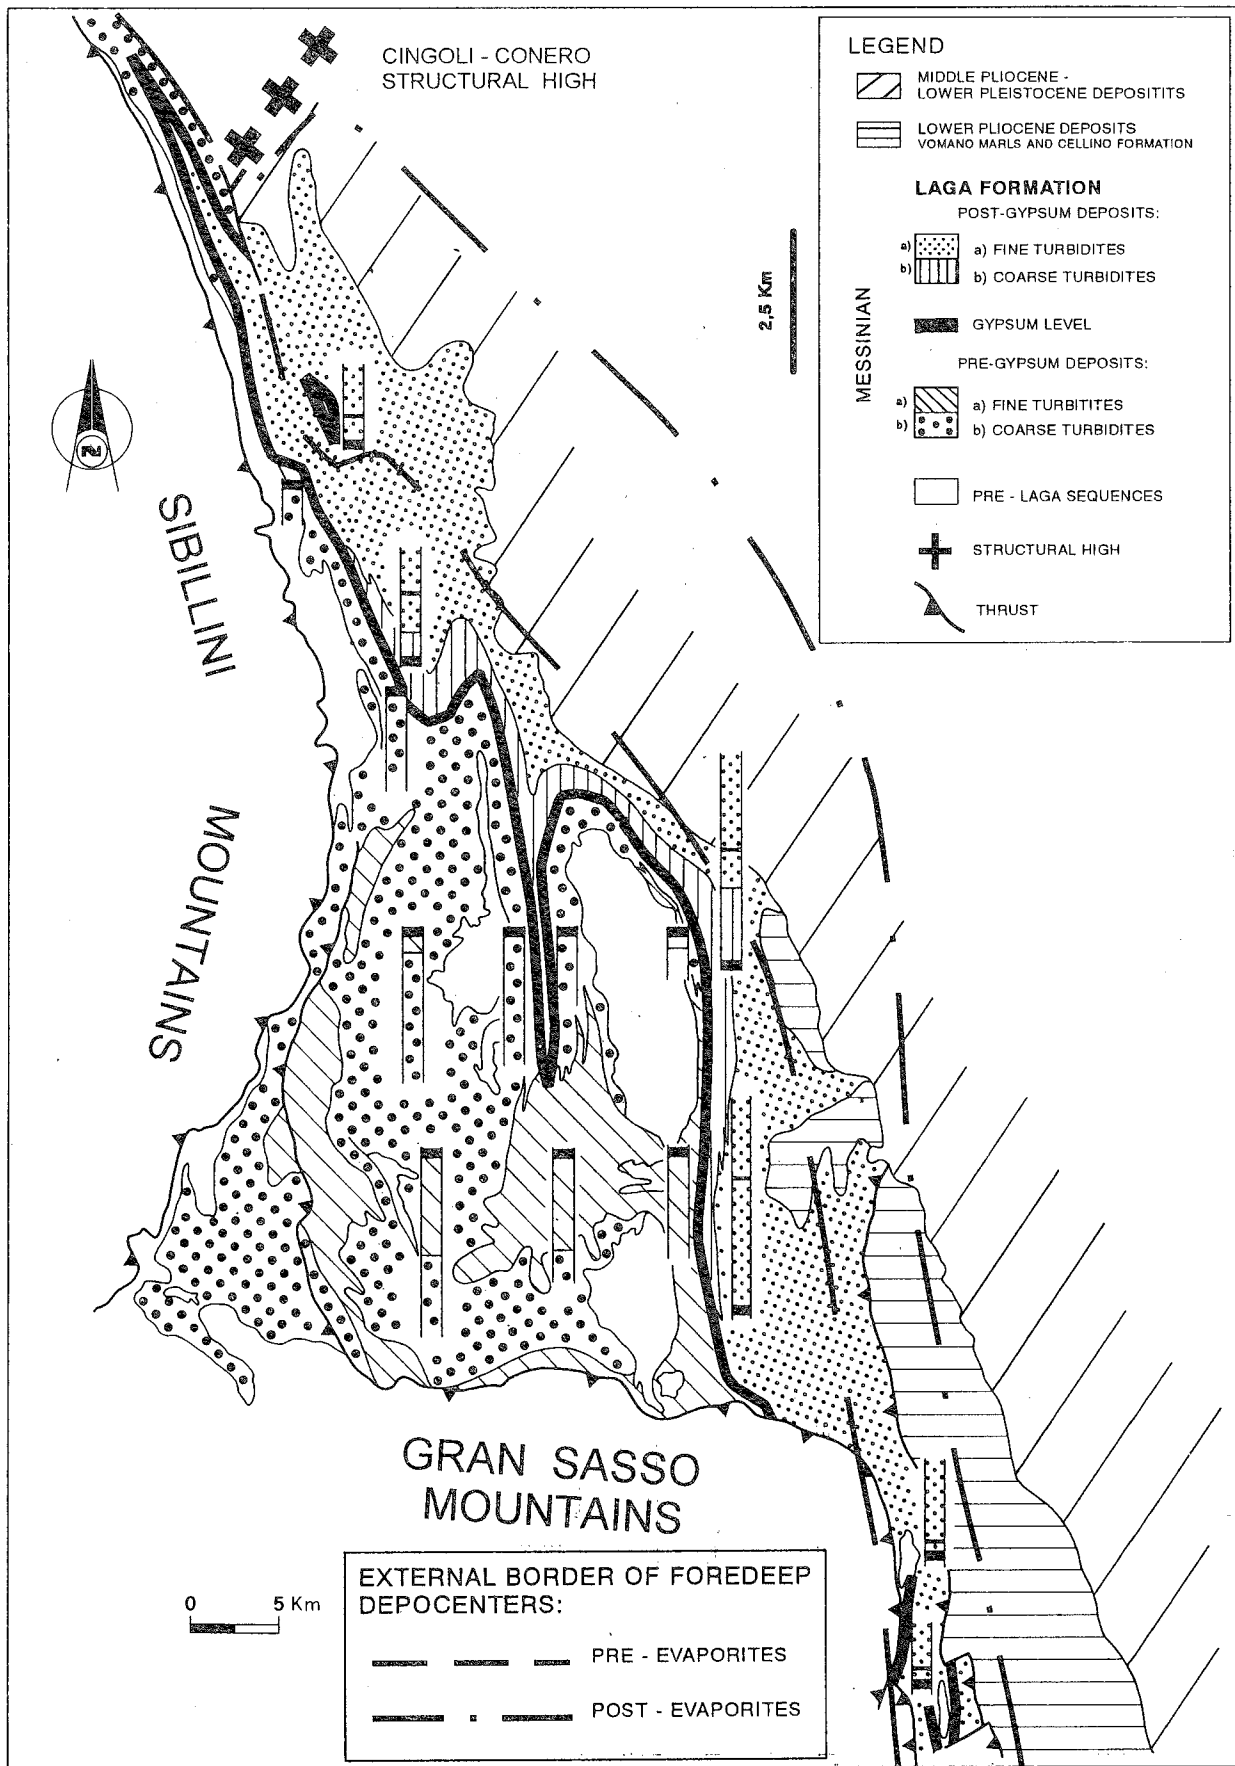 CINGOLI - CONERO
STRUCTURAL HIGH
LEGEND
MIDDLE PLIOCENE -
LOWER PLEISTOCENE DEPOSITITS
LOWER PLIOCENE DEPOSITS
VOMANO MARLS AND CELLINO FORMATION
LAGA FORMATION
POST-GYPSUM DEPOSITS:
a) a) FINE TURBIDITES
b) b) COARSE TURBIDITES
GYPSUM LEVEL
PRE-GYPSUM DEPOSITS:
a) a) FINE TURBITITES
b) b) COARSE TURBIDITES
MESSINIAN
PRE - LAGA SEQUENCES
STRUCTURAL HIGH
THRUST
2,5 Km
N
SIBILLINI
MOUNTAINS
GRAN SASSO
MOUNTAINS
0 5 Km
EXTERNAL BORDER OF FOREDEEP
DEPOCENTERS:
PRE - EVAPORITES
POST - EVAPORITES